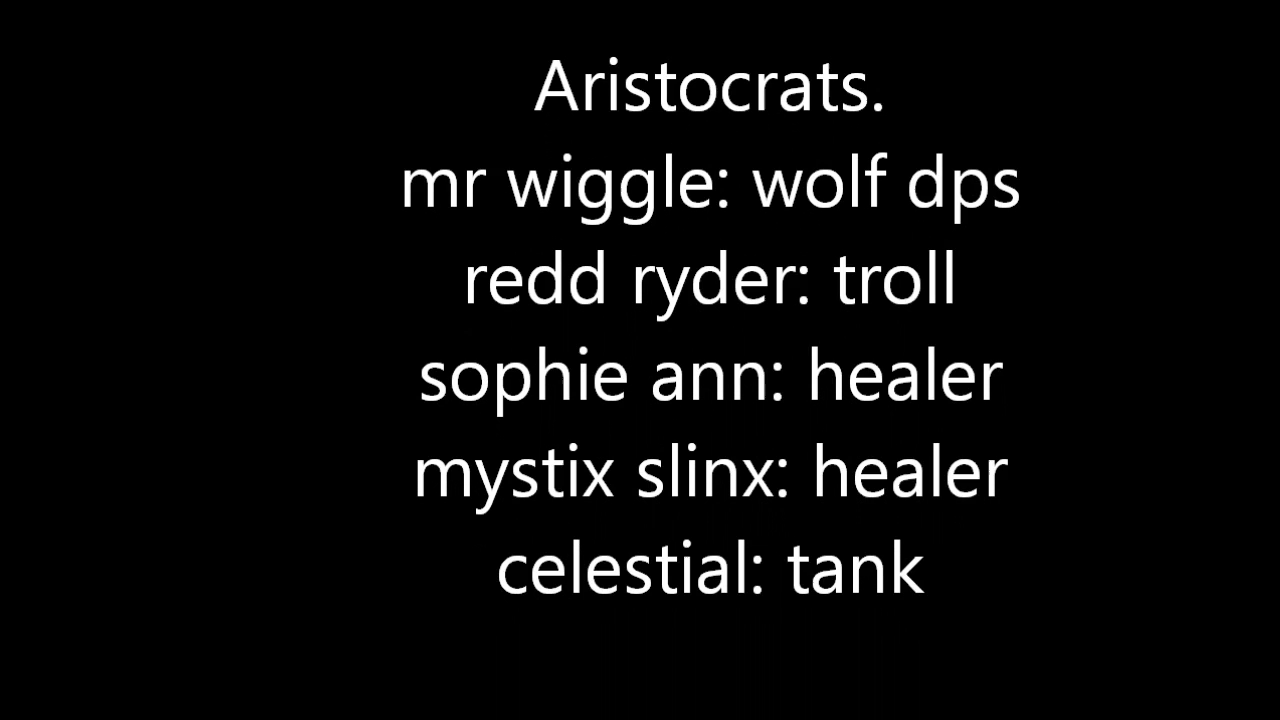 Aristocrats.
mr wiggle: wolf dps
redd ryder: troll
sophie ann: healer
mystix slinx: healer
celestial: tank